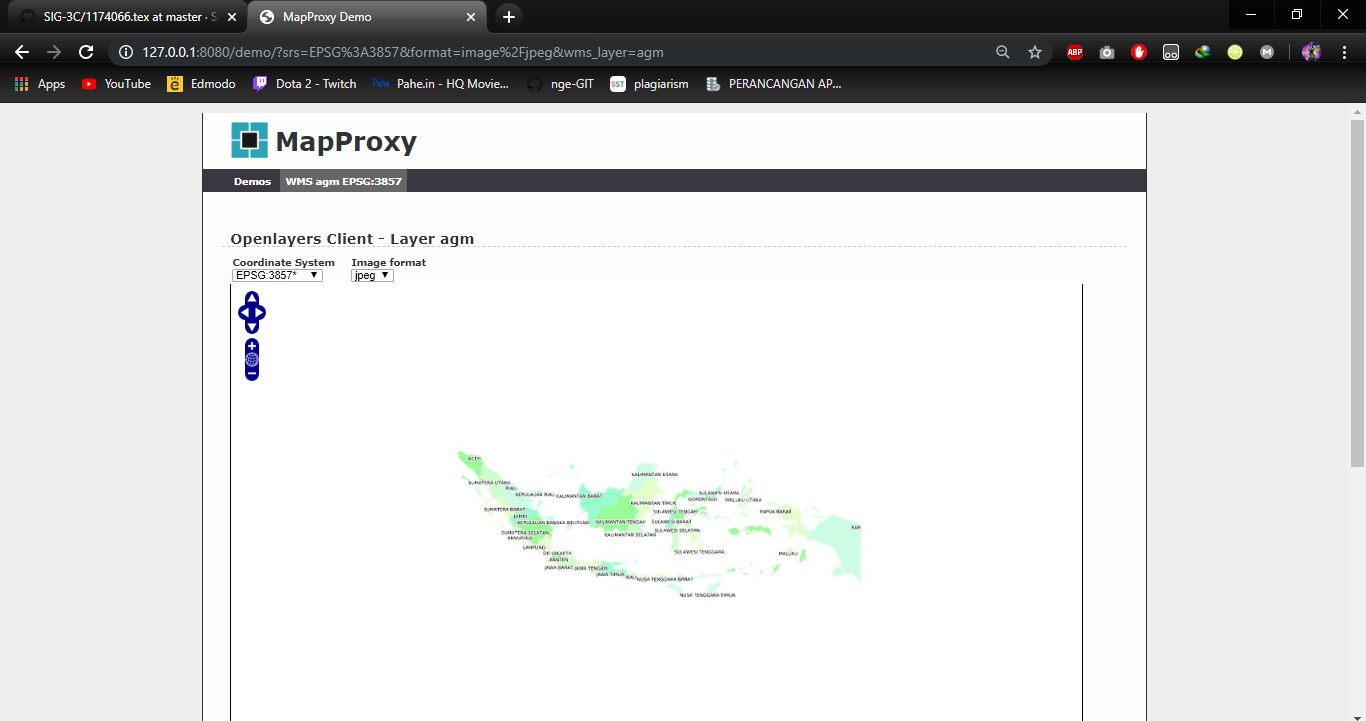 SIG-3C/1174066.tex at master · S
MapProxy Demo
127.0.0.1:8080/demo/?srs=EPSG%3A3857&format=image%2Fjpeg&wms_layer=agm
ABP
M
Apps
YouTube
Edmodo
Dota 2 - Twitch
Pahe.in - HQ Movie...
nge-GIT
SST
plagiarism
PERANCANGAN AP...
MapProxy
Demos
WMS agm EPSG:3857
Openlayers Client - Layer agm
Coordinate System
Image format
EPSG:3857*
jpeg
ACEH
KALIMANTAN UTARA
SUMATERA UTARA
RIAU
KEPULAUAN RIAU
KALIMANTAN BARAT
SULAWESI UTARA
GORONTALO
MALUKU UTARA
KALIMANTAN TIMUR
SUMATERA BARAT
SULAWESI TENGAH
PAPUA BARAT
JAMBI
KEPULAUAN BANGKA BELITUNG
KALIMANTAN TENGAH
SULAWESI BARAT
PAP
SUMATERA SELATAN
SULAWESI SELATAN
BENGKULU
KALIMANTAN SELATAN
LAMPUNG
DKI JAKARTA
SULAWESI TENGGARA
MALUKU
BANTEN
JAWA BARAT
JAWA TENGAH
JAWA TIMUR
BALI
NUSA TENGGARA BARAT
NUSA TENGGARA TIMUR